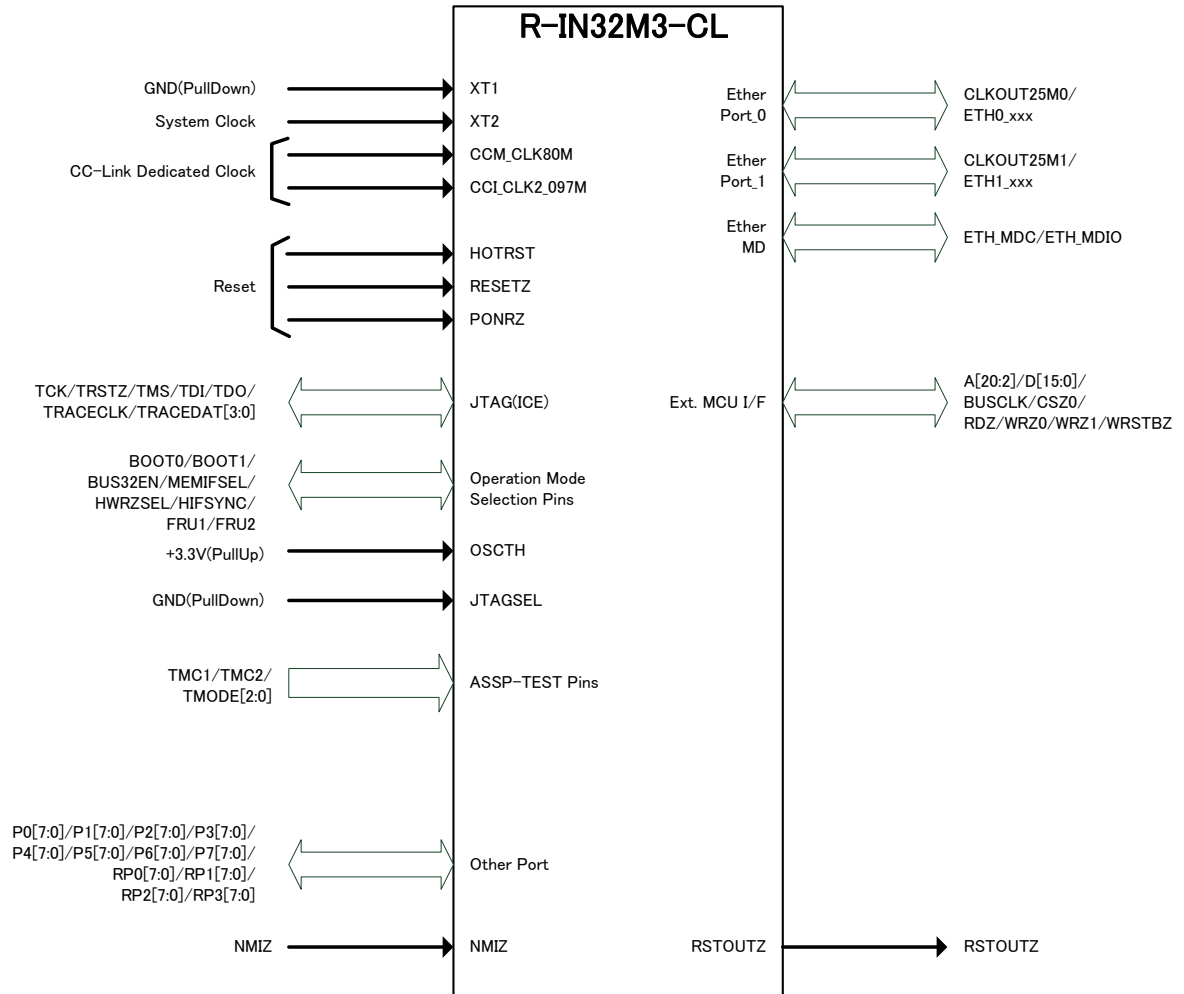 R-IN32M3-CL
GND(PullDown)
XT1
System Clock
XT2
CC-Link Dedicated Clock
CCM_CLK80M
CCI_CLK2_097M
Reset
HOTRST
RESETZ
PONRZ
TCK/TRSTZ/TMS/TDI/TDO/
TRACECLK/TRACEDAT[3:0]
JTAG(ICE)
BOOT0/BOOT1/
BUS32EN/MEMIFSEL/
HWRZSEL/HIFSYNC/
FRU1/FRU2
Operation Mode
Selection Pins
+3.3V(PullUp)
OSCTH
GND(PullDown)
JTAGSEL
TMC1/TMC2/
TMODE[2:0]
ASSP-TEST Pins
P0[7:0]/P1[7:0]/P2[7:0]/P3[7:0]/
P4[7:0]/P5[7:0]/P6[7:0]/P7[7:0]/
RP0[7:0]/RP1[7:0]/
RP2[7:0]/RP3[7:0]
Other Port
NMIZ
NMIZ
Ether
Port_0
CLKOUT25M0/
ETH0_xxx
Ether
Port_1
CLKOUT25M1/
ETH1_xxx
Ether
MD
ETH_MDC/ETH_MDIO
Ext. MCU I/F
A[20:2]/D[15:0]/
BUSCLK/CSZ0/
RDZ/WRZ0/WRZ1/WRSTBZ
RSTOUTZ
RSTOUTZ